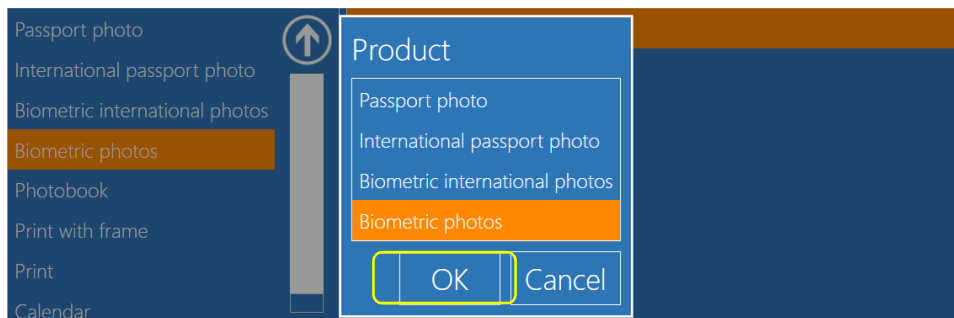 Passport photo
International passport photo
Biometric international photos
Biometric photos
Photobook
Print with frame
Print
Calendar
Product
Passport photo
International passport photo
Biometric international photos
Biometric photos
OK
Cancel